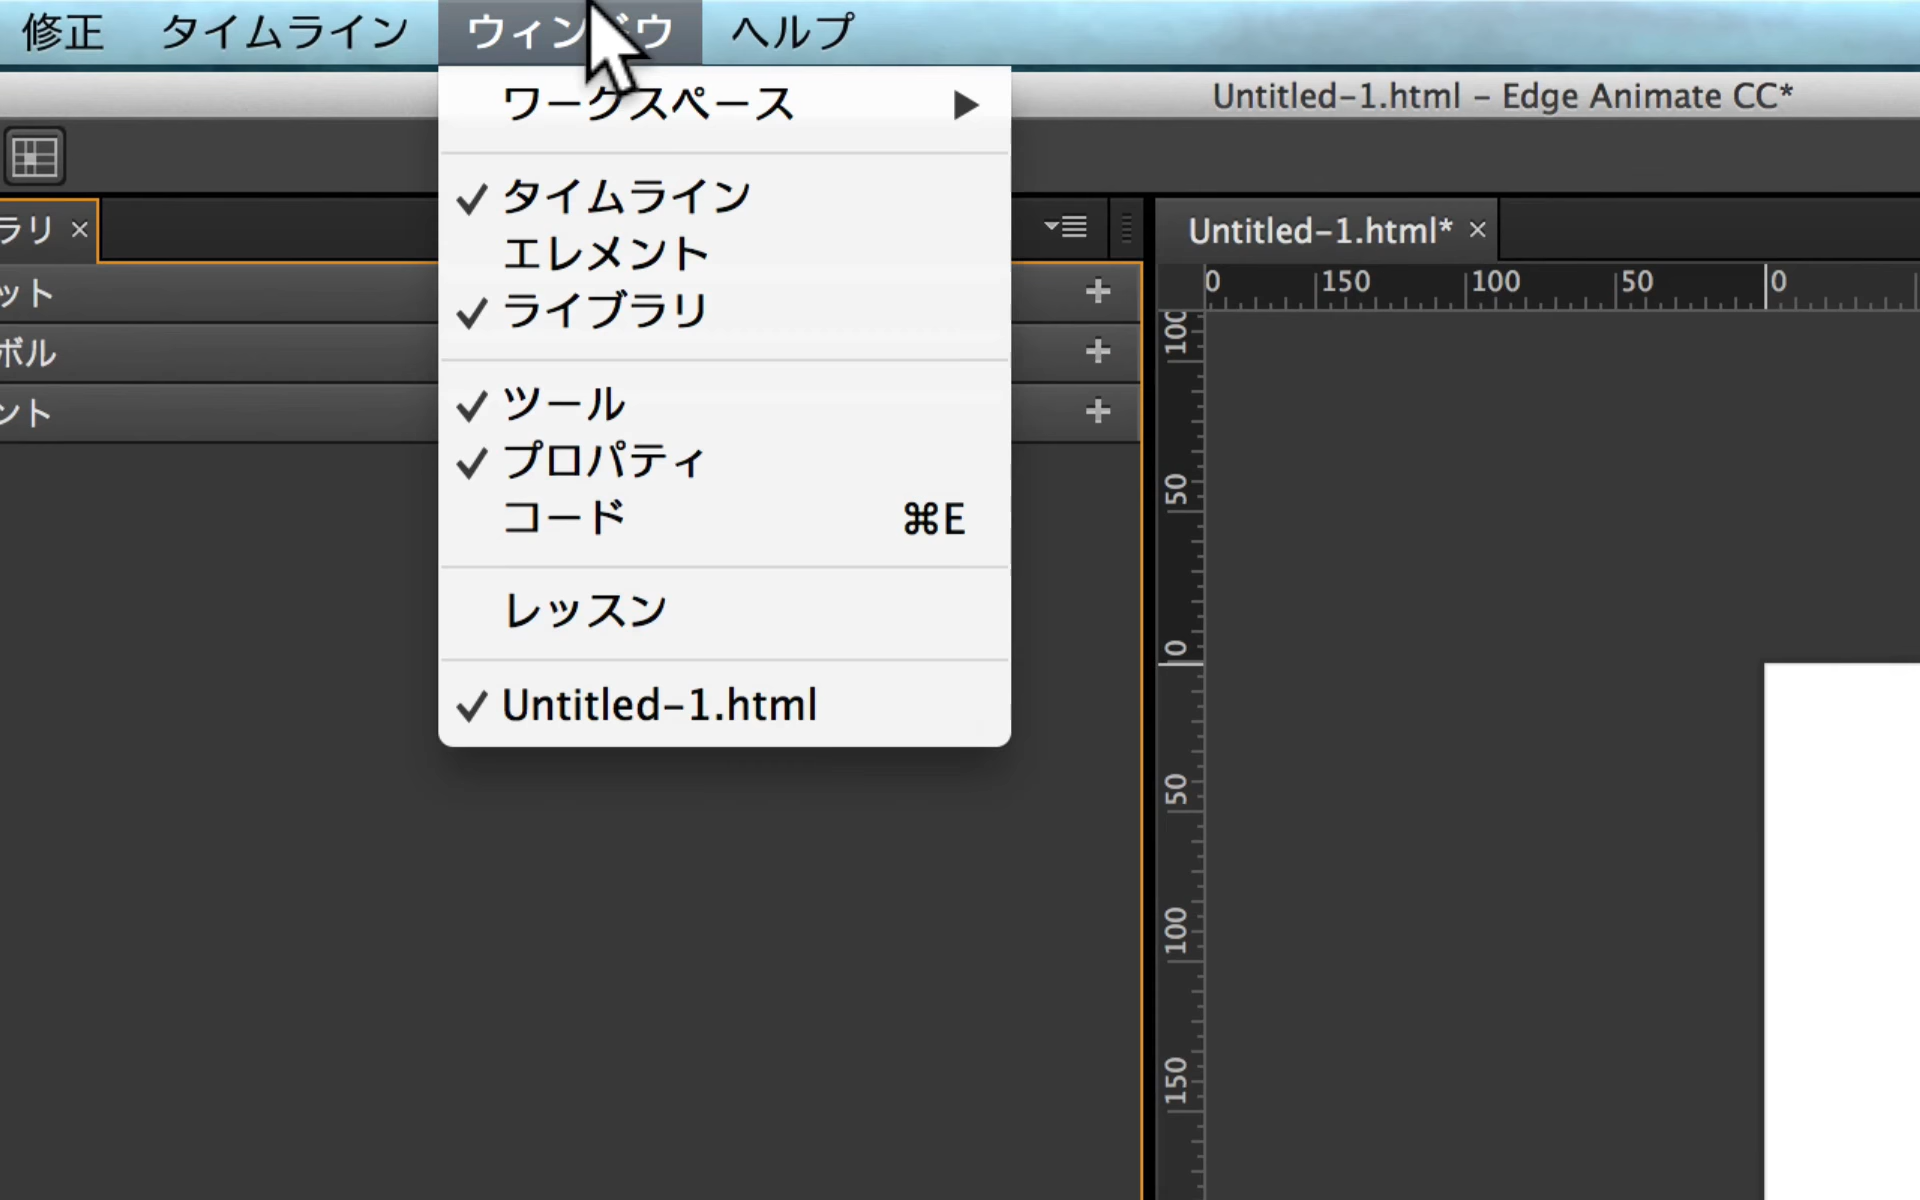 修正 タイムライン ウィンドウ ヘルプ
Untitled-1.html - Edge Animate CC*
ワークスペース ▶
✓ タイムライン
エレメント
✓ ライブラリ
✓ ツール
✓ プロパティ
コード ⌘E
レッスン
✓ Untitled-1.html
ラリ ×
ット +
ボル +
ント +
Untitled-1.html* ×
0 150 100 50 0
100
50
0
50
100
150